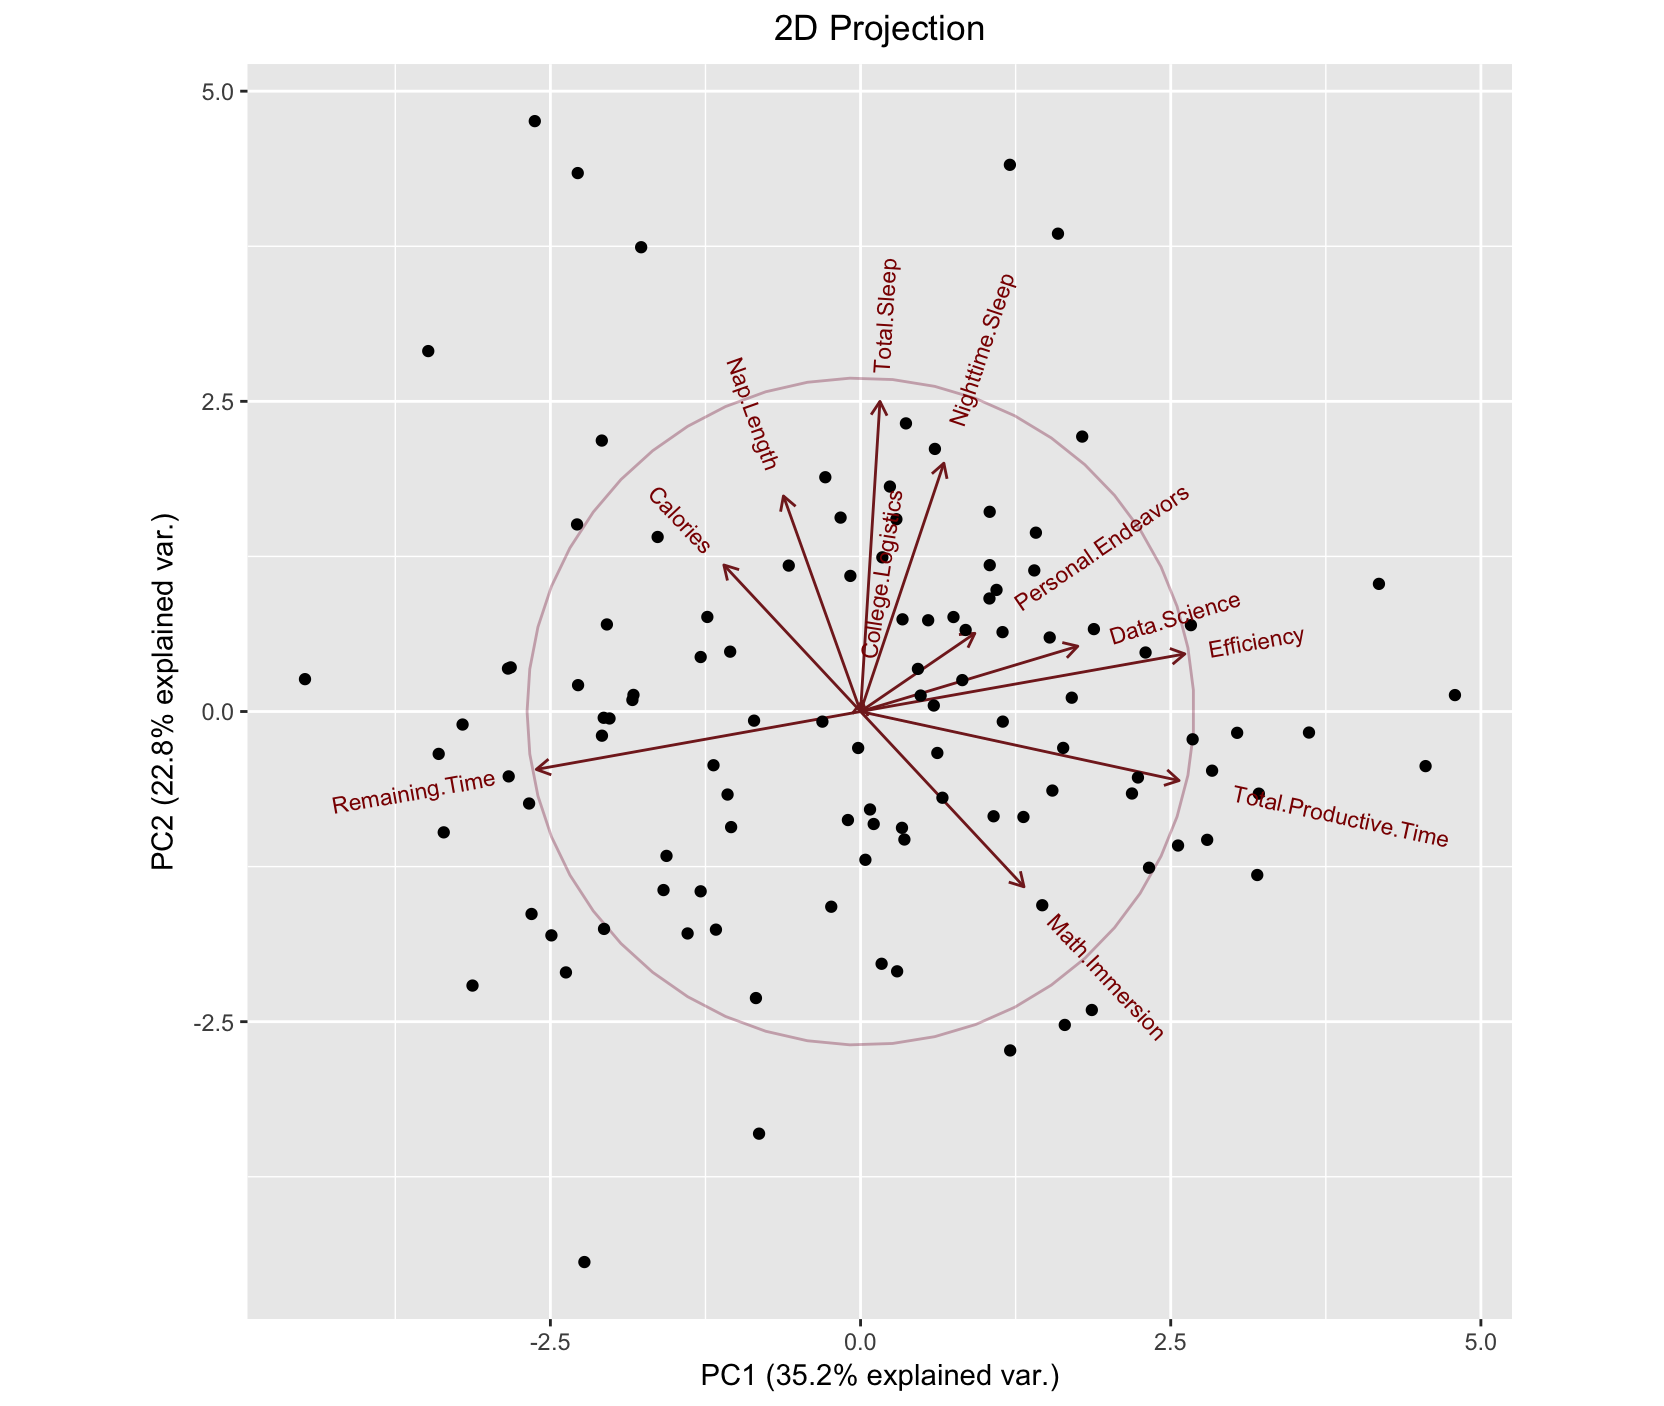 2D Projection
5.0
2.5
0.0
-2.5
PC2 (22.8% explained var.)
Total.Sleep
Nighttime.Sleep
Nap.Length
Calories
College.Logistics
Personal.Endeavors
Data.Science
Efficiency
Remaining.Time
Total.Productive.Time
Math.Immersion
-2.5
0.0
2.5
5.0
PC1 (35.2% explained var.)